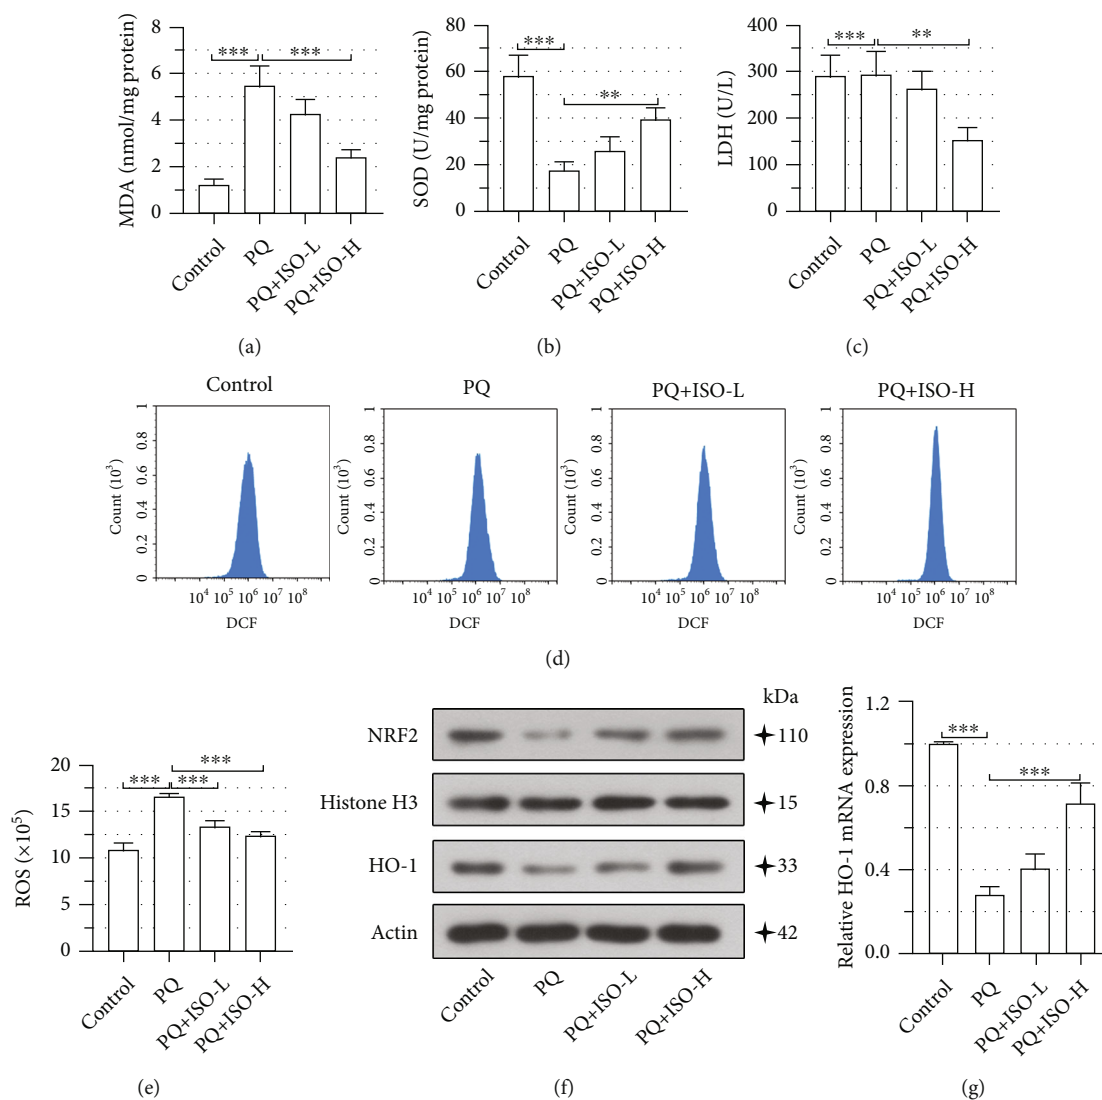 MDA (nmol/mg protein)
8
6
4
2
0
***
***
Control
PQ
PQ+ISO-L
PQ+ISO-H
(a)
SOD (U/mg protein)
80
60
40
20
0
***
**
Control
PQ
PQ+ISO-L
PQ+ISO-H
(b)
LDH (U/L)
400
300
200
100
0
***
**
Control
PQ
PQ+ISO-L
PQ+ISO-H
(c)
Control
Count (10³)
1
0.8
0.6
0.4
0.2
0
10⁴ 10⁵ 10⁶ 10⁷ 10⁸
DCF
PQ
Count (10³)
1
0.8
0.6
0.4
0.2
0
10⁴ 10⁵ 10⁶ 10⁷ 10⁸
DCF
PQ+ISO-L
Count (10³)
1
0.8
0.6
0.4
0.2
0
10⁴ 10⁵ 10⁶ 10⁷ 10⁸
DCF
PQ+ISO-H
Count (10³)
1
0.8
0.6
0.4
0.2
0
10⁴ 10⁵ 10⁶ 10⁷ 10⁸
DCF
(d)
ROS (×10⁵)
20
15
10
5
0
***
***
***
Control
PQ
PQ+ISO-L
PQ+ISO-H
(e)
kDa
NRF2 110
Histone H3 15
HO-1 33
Actin 42
Control
PQ
PQ+ISO-L
PQ+ISO-H
(f)
Relative HO-1 mRNA expression
1.2
0.8
0.4
0.0
***
***
Control
PQ
PQ+ISO-L
PQ+ISO-H
(g)